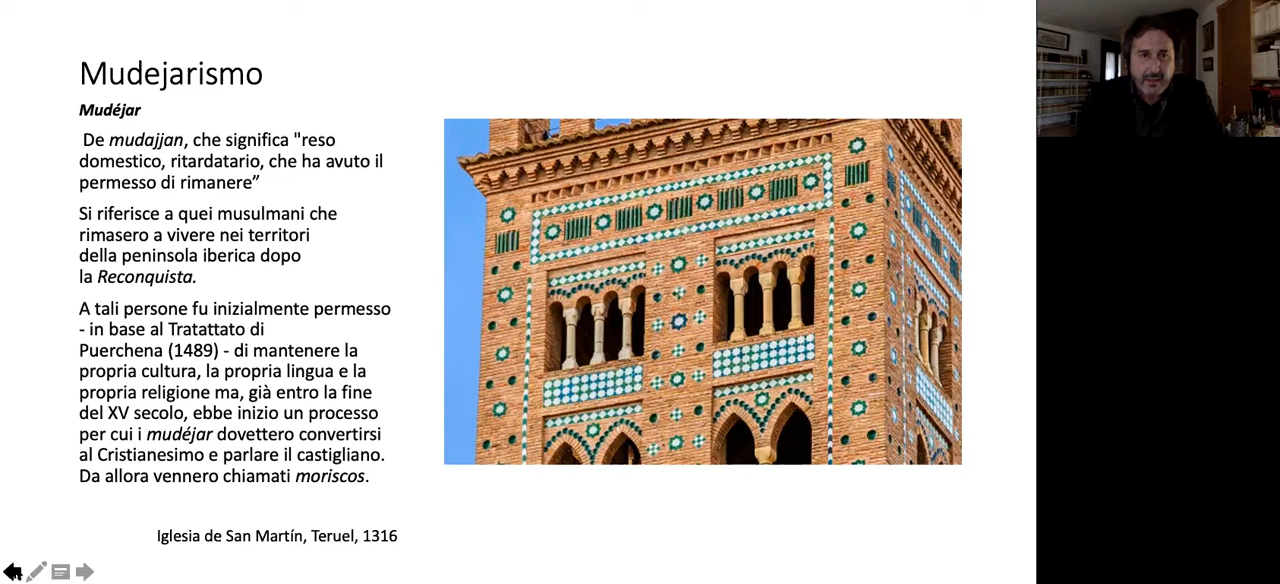 Mudejarismo
Mudéjar
De mudajjan, che significa "reso
domestico, ritardatario, che ha avuto il
permesso di rimanere”
Si riferisce a quei musulmani che
rimasero a vivere nei territori
della peninsola iberica dopo
la Reconquista.
A tali persone fu inizialmente permesso
- in base al Tratattato di
Puerchena (1489) - di mantenere la
propria cultura, la propria lingua e la
propria religione ma, già entro la fine
del XV secolo, ebbe inizio un processo
per cui i mudéjar dovettero convertirsi
al Cristianesimo e parlare il castigliano.
Da allora vennero chiamati moriscos.
Iglesia de San Martín, Teruel, 1316